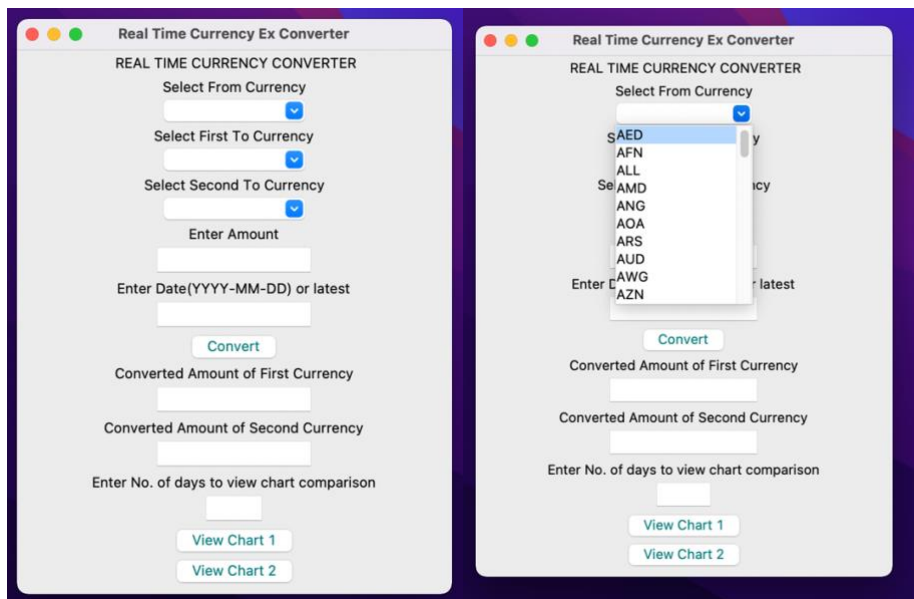 Real Time Currency Ex Converter
REAL TIME CURRENCY CONVERTER
Select From Currency
Select First To Currency
Select Second To Currency
Enter Amount
Enter Date(YYYY-MM-DD) or latest
Convert
Converted Amount of First Currency
Converted Amount of Second Currency
Enter No. of days to view chart comparison
View Chart 1
View Chart 2
Real Time Currency Ex Converter
REAL TIME CURRENCY CONVERTER
Select From Currency
AED
AFN
ALL
AMD
ANG
AOA
ARS
AUD
AWG
AZN
Enter
latest
Convert
Converted Amount of First Currency
Converted Amount of Second Currency
Enter No. of days to view chart comparison
View Chart 1
View Chart 2